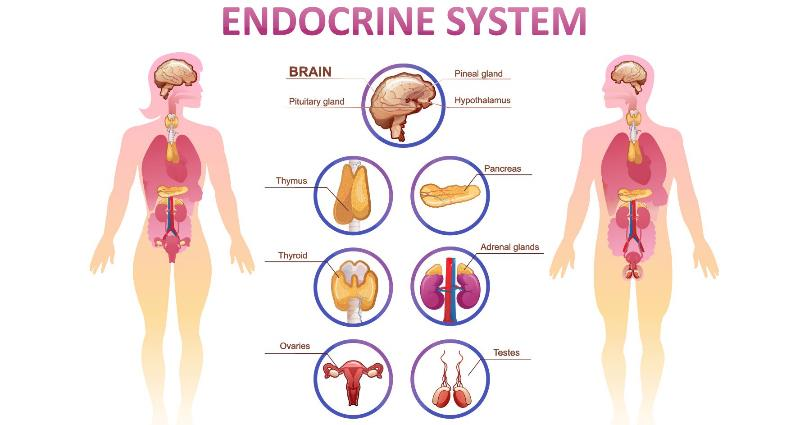 ENDOCRINE SYSTEM
BRAIN
Pineal gland
Pituitary gland
Hypothalamus
Thymus
Pancreas
Thyroid
Adrenal glands
Ovaries
Testes